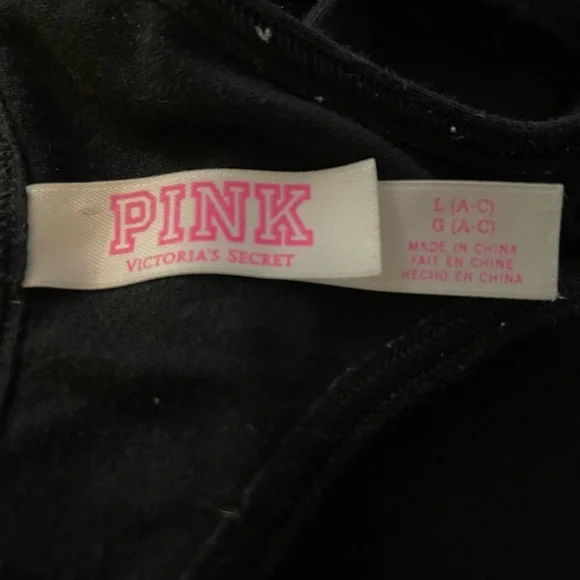 PINK
VICTORIA'S SECRET
L (A-C)
G (A-C)
MADE IN CHINA
FAIT EN CHINE
HECHO EN CHINA